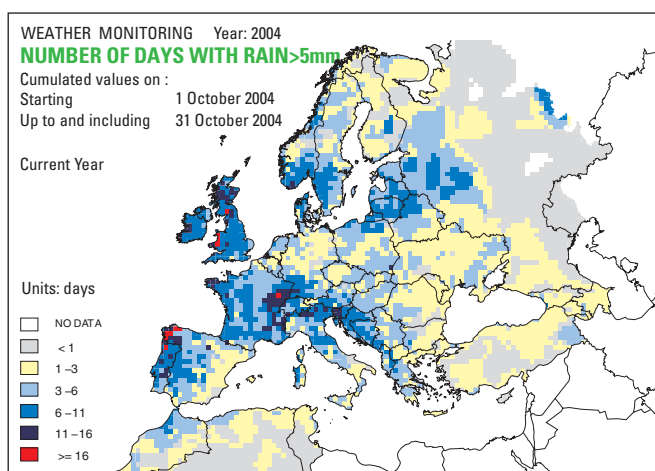 WEATHER MONITORING Year: 2004
NUMBER OF DAYS WITH RAIN>5mm
Cumulated values on :
Starting 1 October 2004
Up to and including 31 October 2004
Current Year
Units: days
NO DATA
< 1
1 –3
3 –6
6 –11
11 –16
>= 16